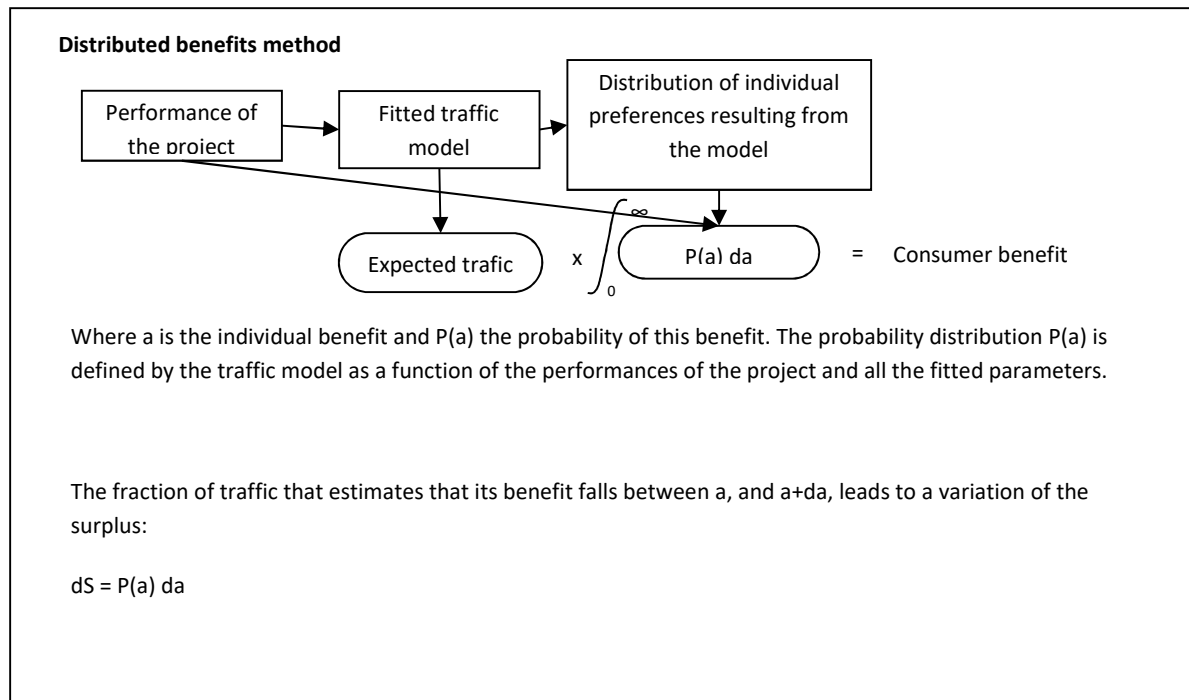 Distributed benefits method
Performance of
the project
Fitted traffic
model
Distribution of individual
preferences resulting from
the model
Expected trafic
x
∫
∞
0
P(a) da
=
Consumer benefit
Where a is the individual benefit and P(a) the probability of this benefit. The probability distribution P(a) is
defined by the traffic model as a function of the performances of the project and all the fitted parameters.
The fraction of traffic that estimates that its benefit falls between a, and a+da, leads to a variation of the
surplus:
dS = P(a) da